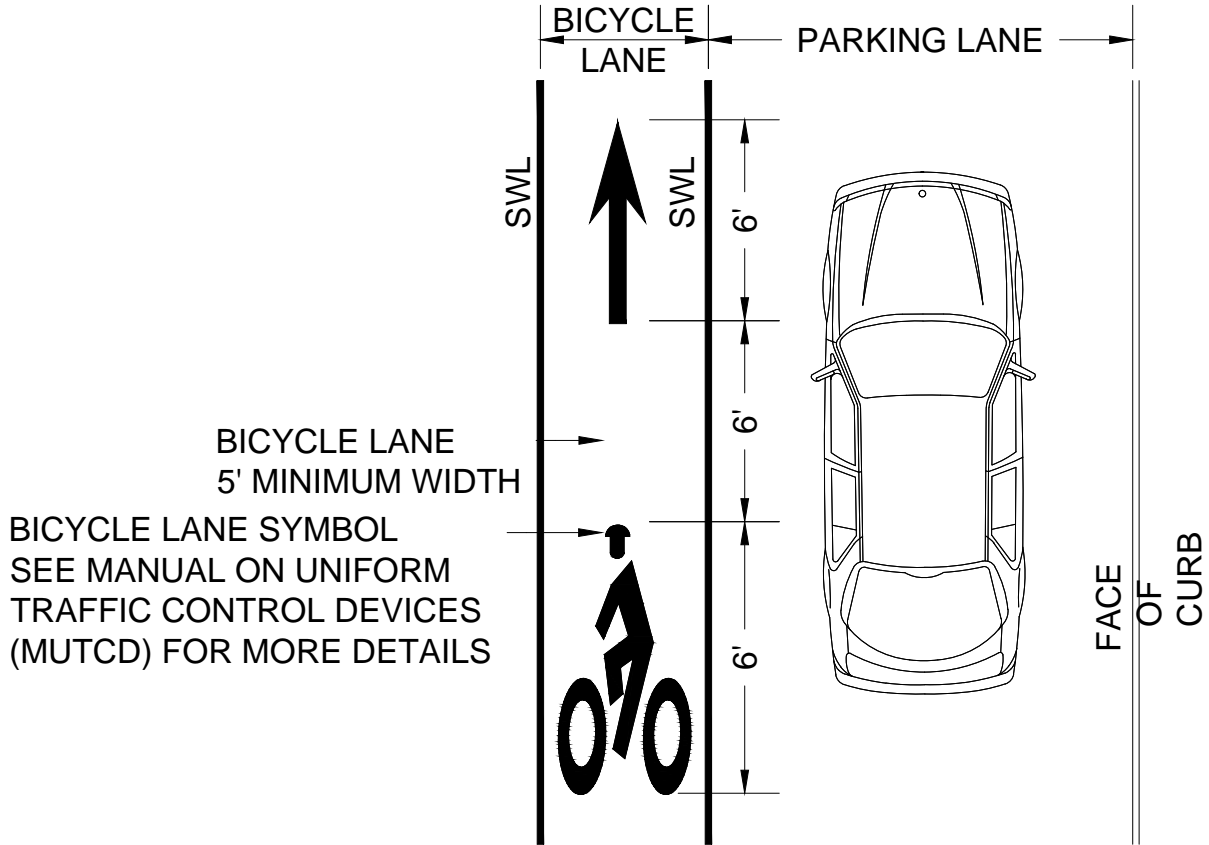 BICYCLE
LANE
PARKING LANE
SWL
SWL
6'
6'
BICYCLE LANE
5' MINIMUM WIDTH
BICYCLE LANE SYMBOL
SEE MANUAL ON UNIFORM
TRAFFIC CONTROL DEVICES
(MUTCD) FOR MORE DETAILS
6'
FACE
OF
CURB